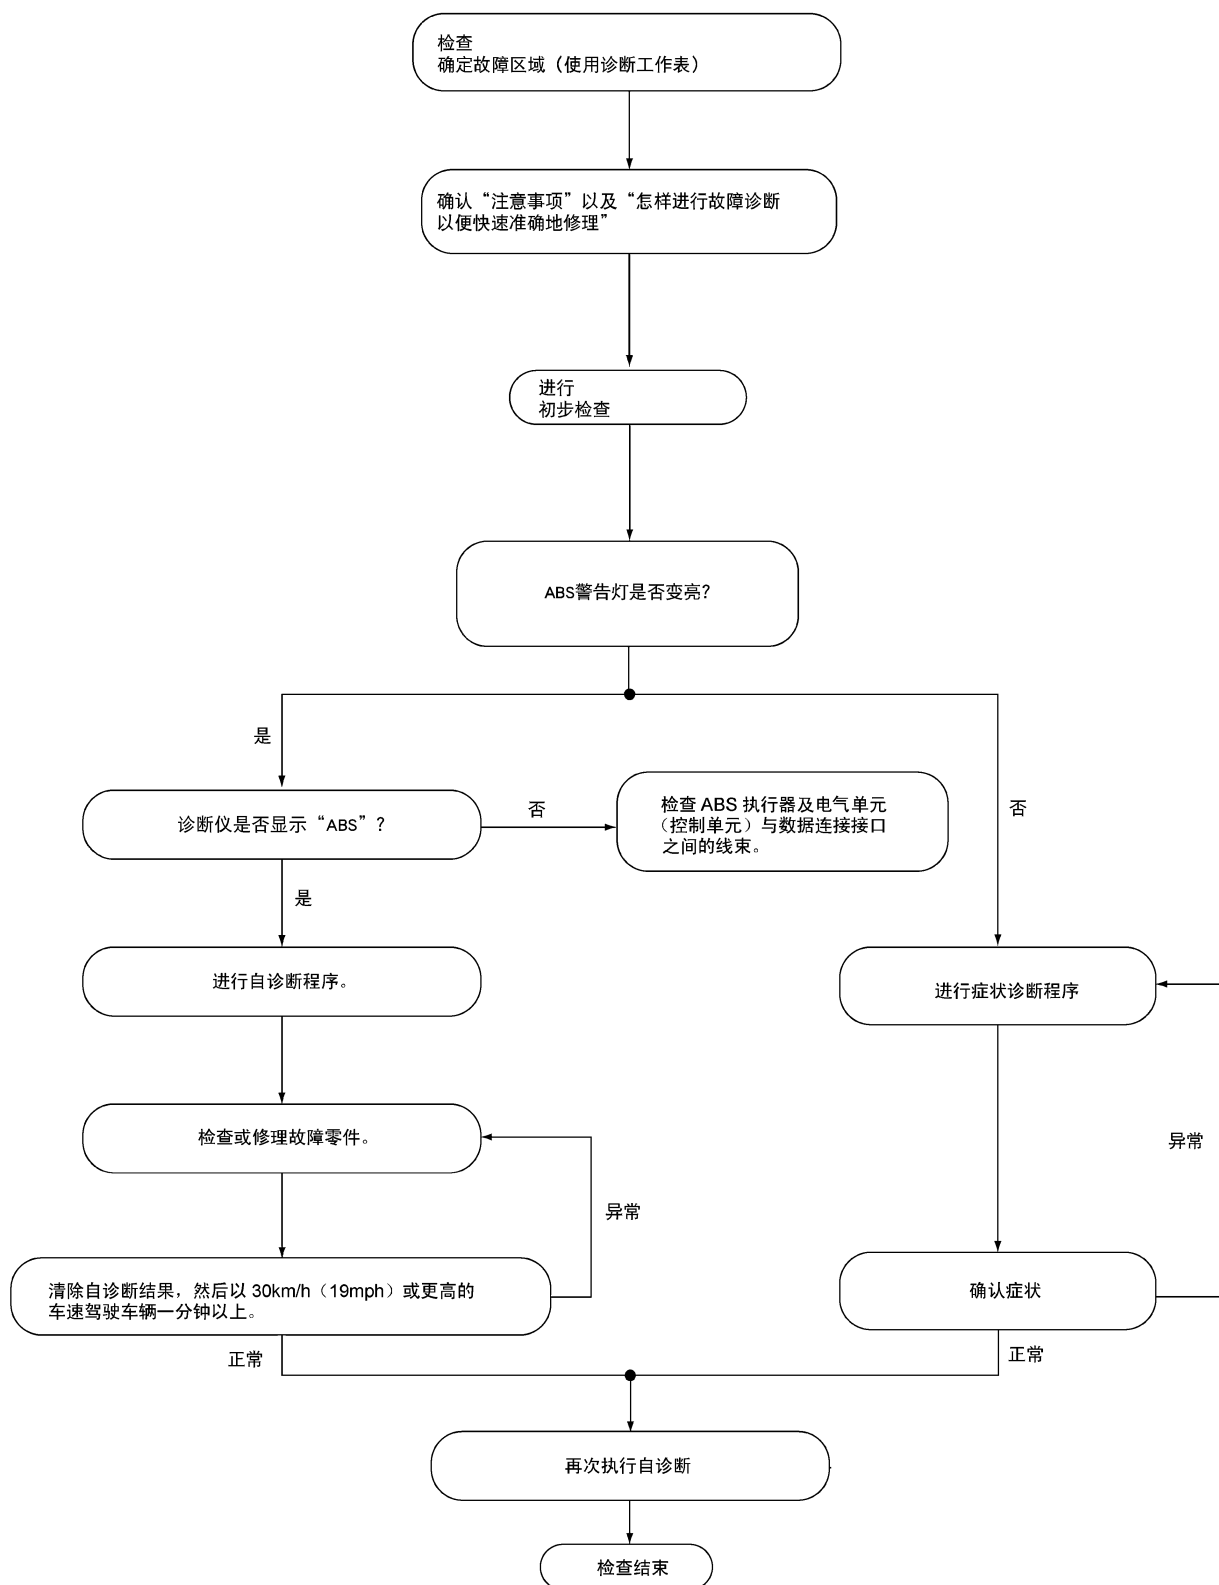 检查
确定故障区域（使用诊断工作表）
确认“注意事项”以及“怎样进行故障诊断
以便快速准确地修理”
进行
初步检查
ABS警告灯是否变亮？
是
诊断仪是否显示“ABS”？
否
检查 ABS 执行器及电气单元
（控制单元）与数据连接接口
之间的线束。
否
是
进行自诊断程序。
进行症状诊断程序
检查或修理故障零件。
异常
异常
清除自诊断结果，然后以 30km/h（19mph）或更高的
车速驾驶车辆一分钟以上。
确认症状
正常
正常
再次执行自诊断
检查结束